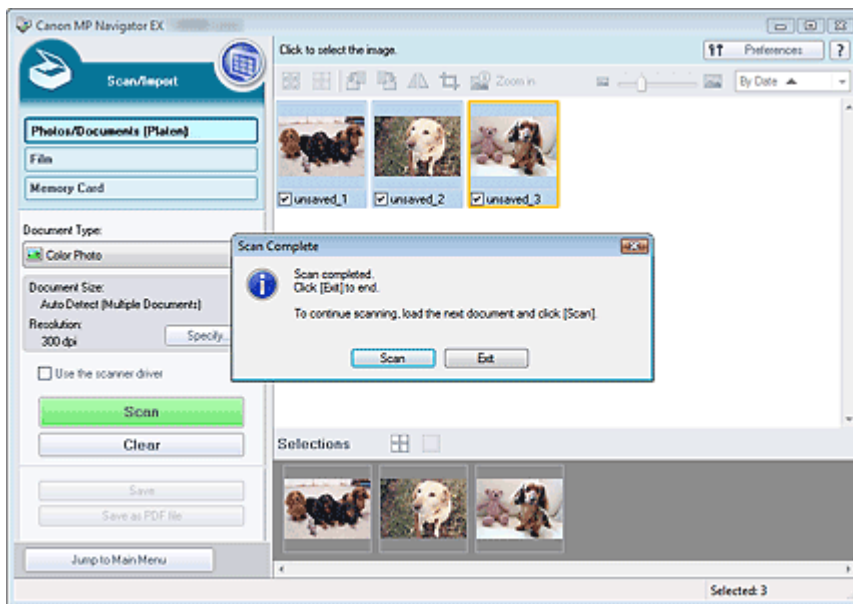 Canon MP Navigator EX
Scan/Import
Click to select the image.
Preferences
?
Zoom in
By Date
Photos/Documents (Platen)
Film
Memory Card
unsaved_1
unsaved_2
unsaved_3
Document Type:
Color Photo
Document Size:
Auto Detect (Multiple Documents)
Resolution:
300 dpi
Specify...
Use the scanner driver
Scan
Clear
Save
Save as PDF file
Jump to Main Menu
Scan Complete
Scan completed.
Click [Exit] to end.
To continue scanning, load the next document and click [Scan].
Scan
Exit
Selections
Selected: 3